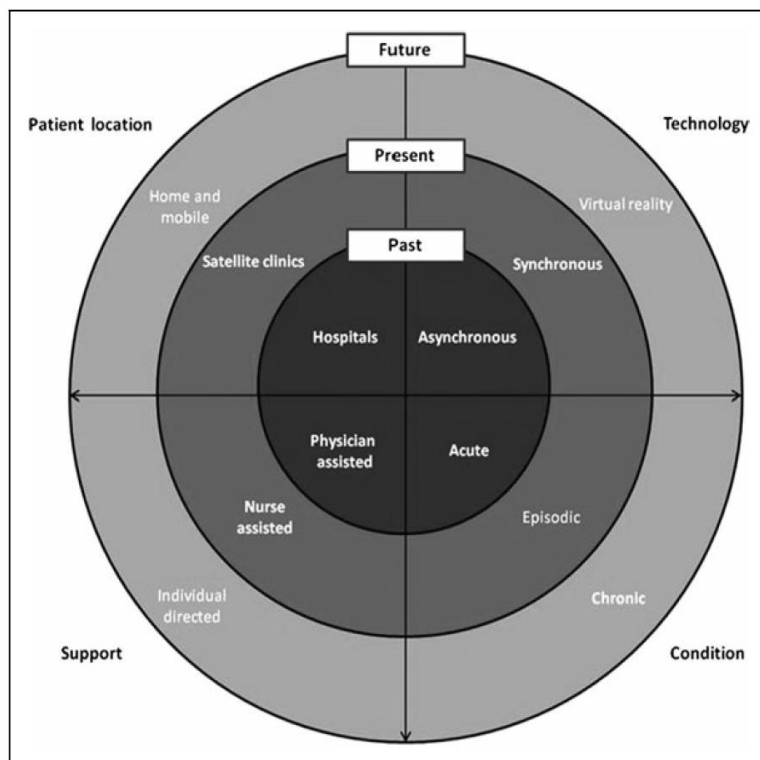 Future
Patient location
Technology
Present
Home and
mobile
Virtual reality
Past
Satellite clinics
Synchronous
Hospitals
Asynchronous
Physician
assisted
Acute
Nurse
assisted
Episodic
Individual
directed
Chronic
Support
Condition